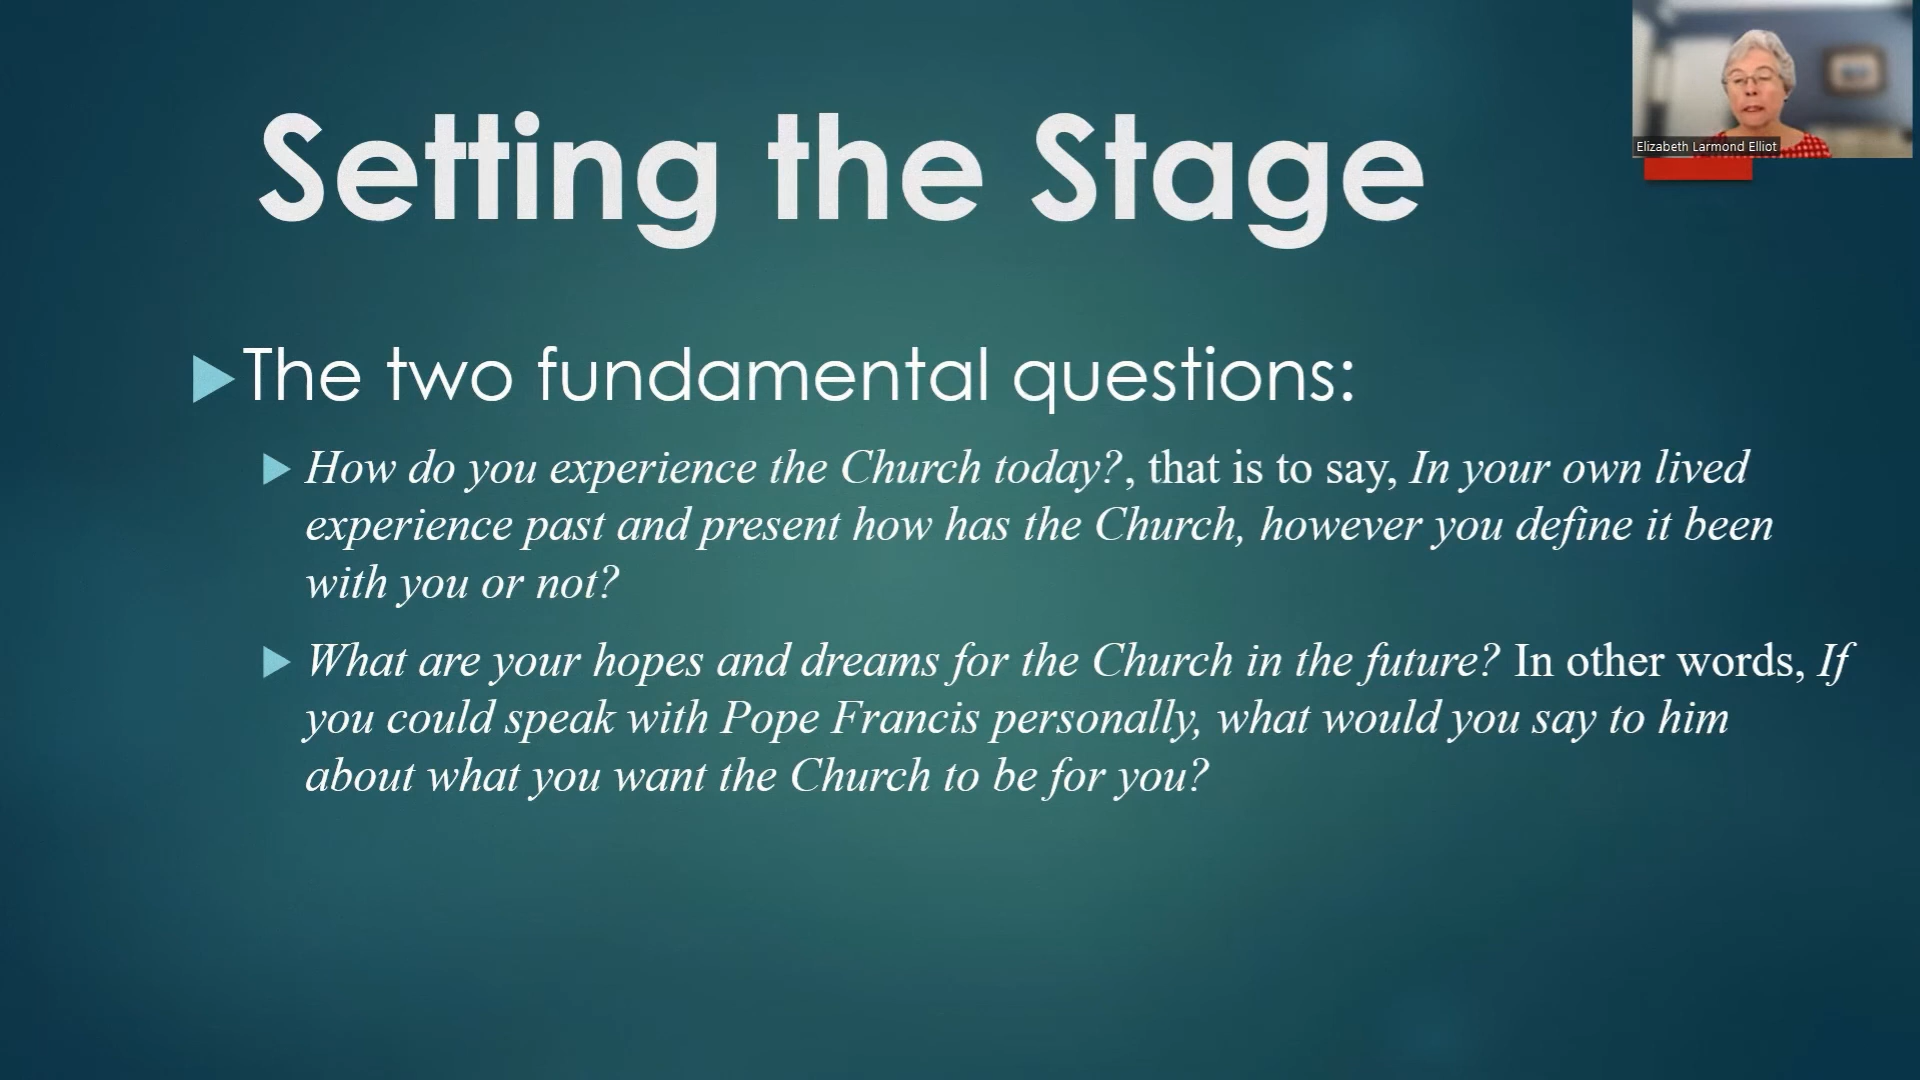 Setting the Stage
Elizabeth Larmond Elliot
The two fundamental questions:
How do you experience the Church today?, that is to say, In your own lived
experience past and present how has the Church, however you define it been
with you or not?
What are your hopes and dreams for the Church in the future? In other words, If
you could speak with Pope Francis personally, what would you say to him
about what you want the Church to be for you?